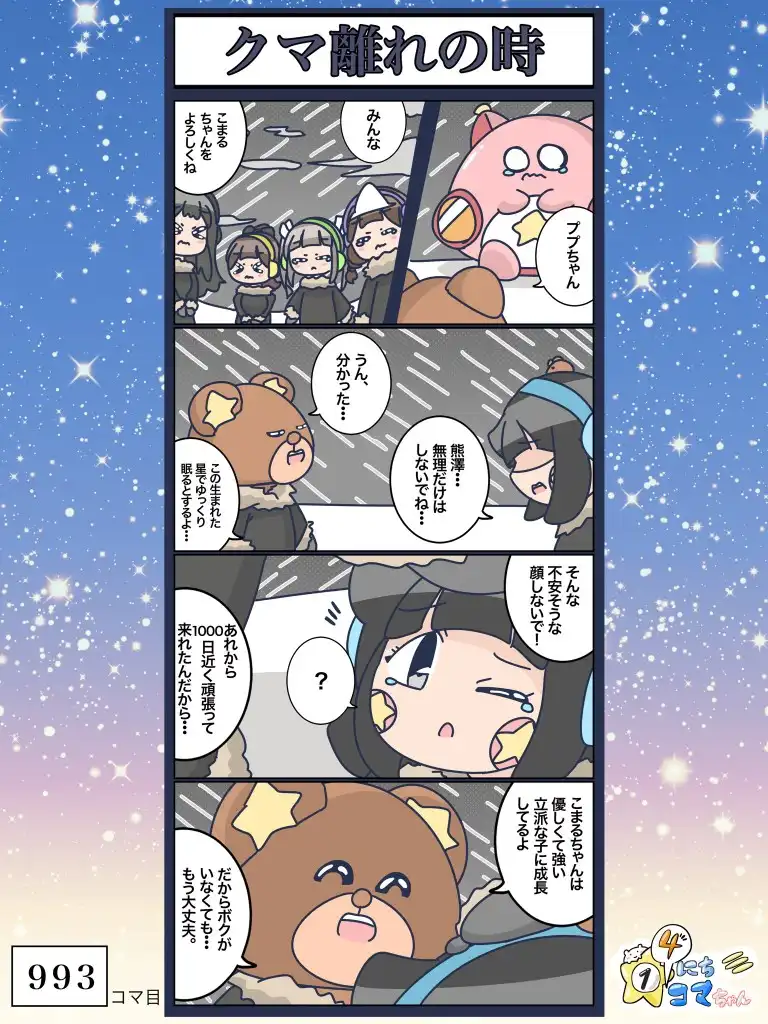 クマ離れの時
ププちゃん
みんな
こまる
ちゃんを
よろしくね
熊澤…
無理だけは
しないでね…
うん、
分かった…
この生まれた
星でゆっくり
眠るとするよ…
そんな
不安そうな
顔しないで!
?
あれから
1000
日近く頑張って
来れたんだから…
こまるちゃんは
優しくて強い
立派な子に成長
してるよ
だからボクが
いなくても…
もう大丈夫。
993
コマ目
1
4
にち
コマ
ちゃん